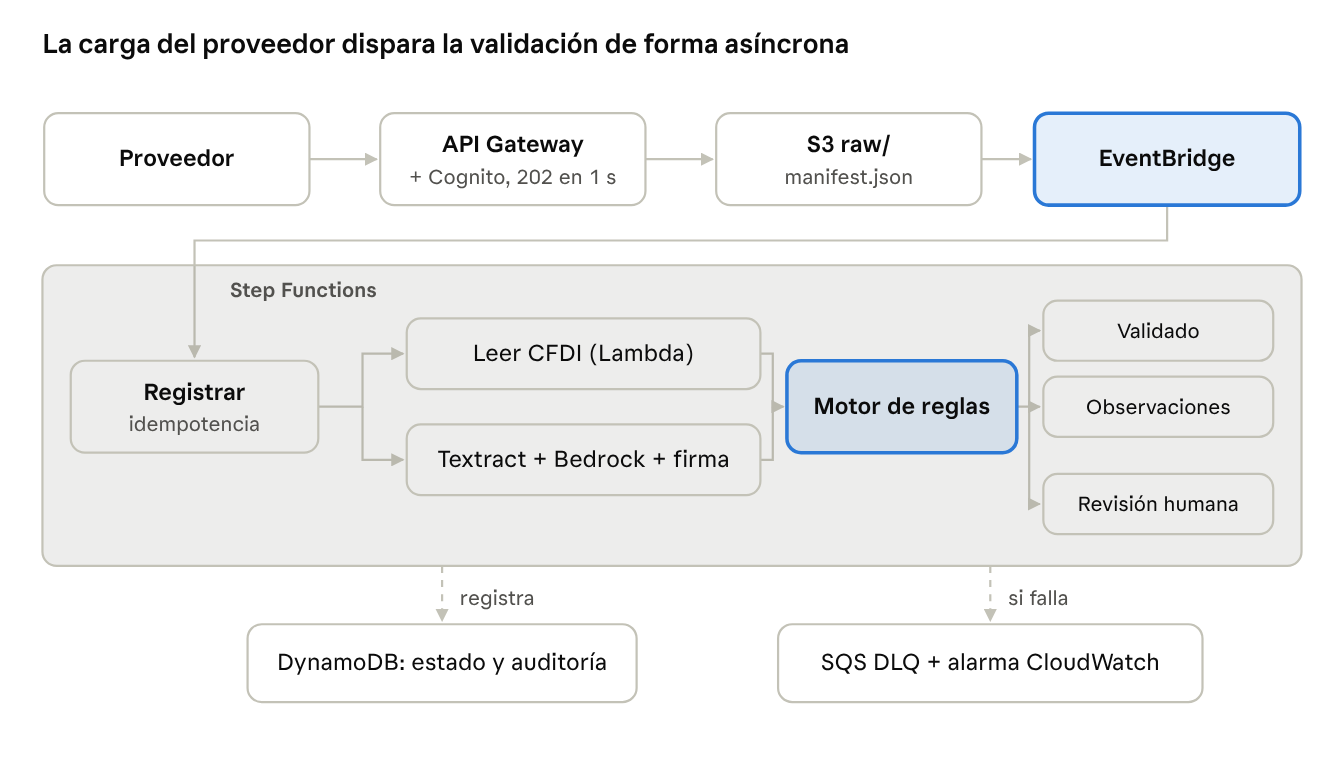 La carga del proveedor dispara la validación de forma asíncrona
Proveedor
API Gateway
+ Cognito, 202 en 1 s
S3 raw/
manifest.json
EventBridge
Step Functions
Registrar
idempotencia
Leer CFDI (Lambda)
Textract + Bedrock + firma
Motor de reglas
Validado
Observaciones
Revisión humana
registra
si falla
DynamoDB: estado y auditoría
SQS DLQ + alarma CloudWatch